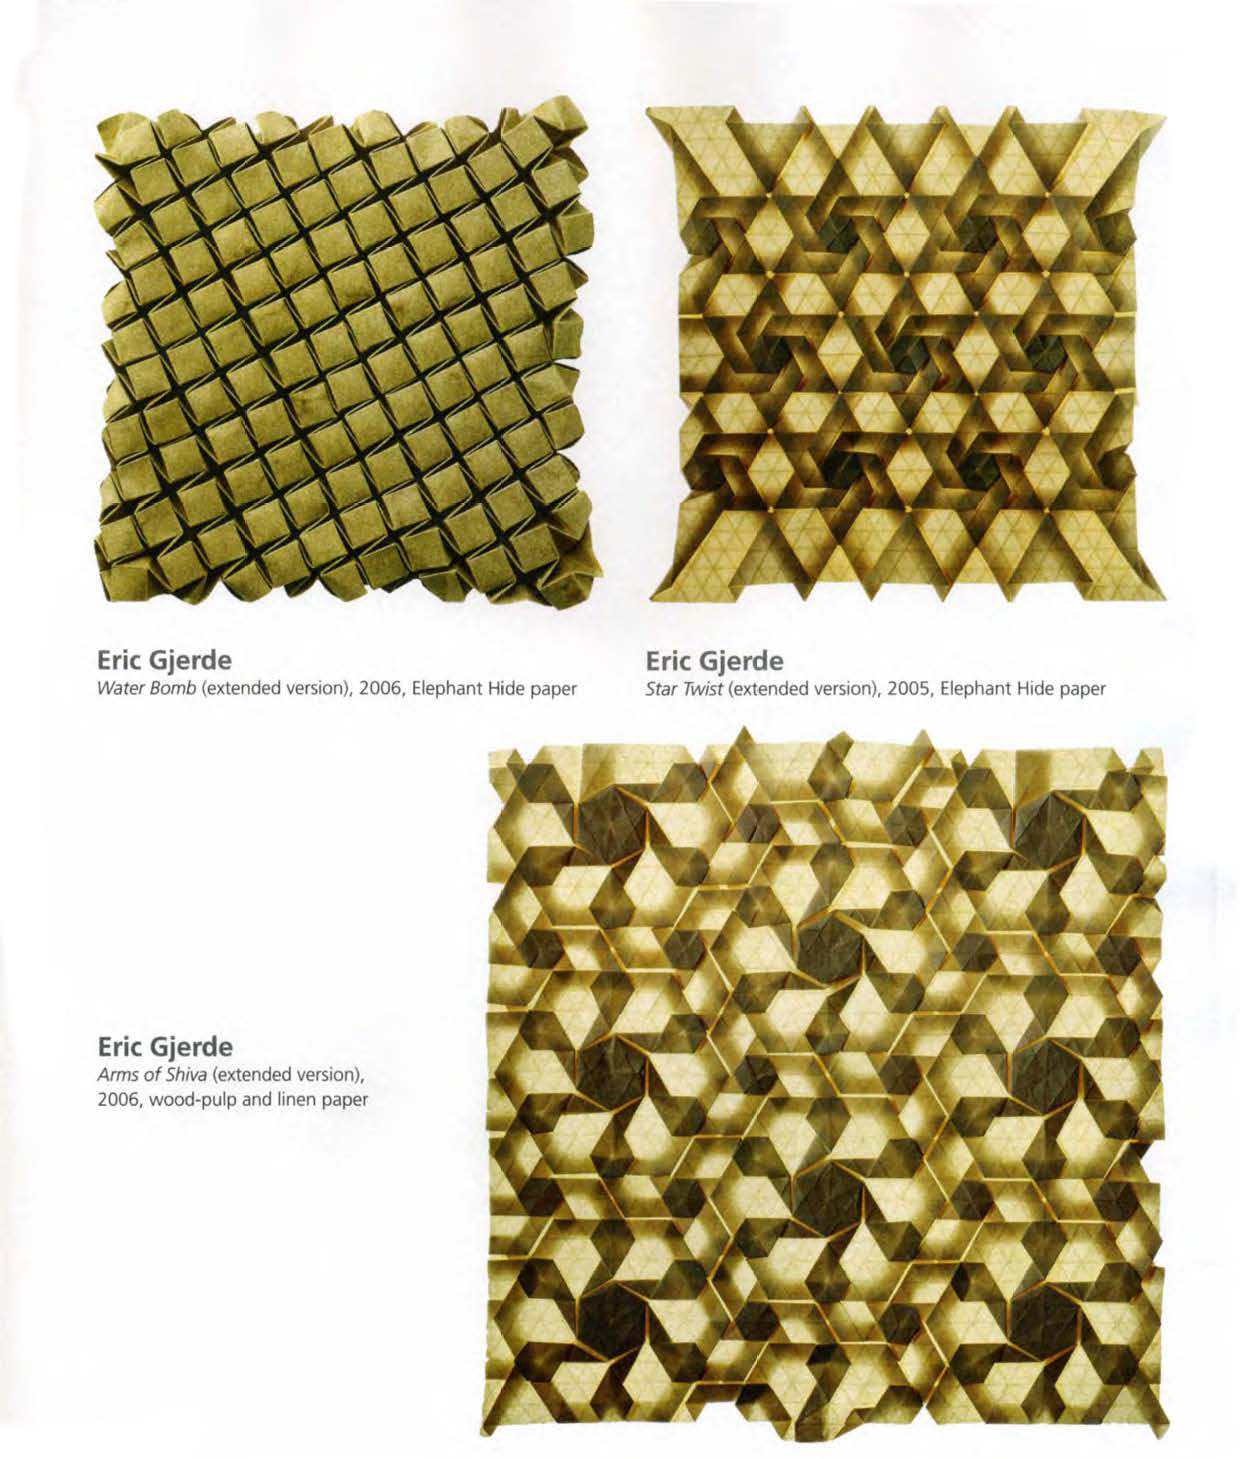 Eric Gjerde
Water Bomb (extended version), 2006, Elephant Hide paper
Eric Gjerde
Star Twist (extended version), 2005, Elephant Hide paper
Eric Gjerde
Arms of Shiva (extended version),
2006, wood-pulp and linen paper